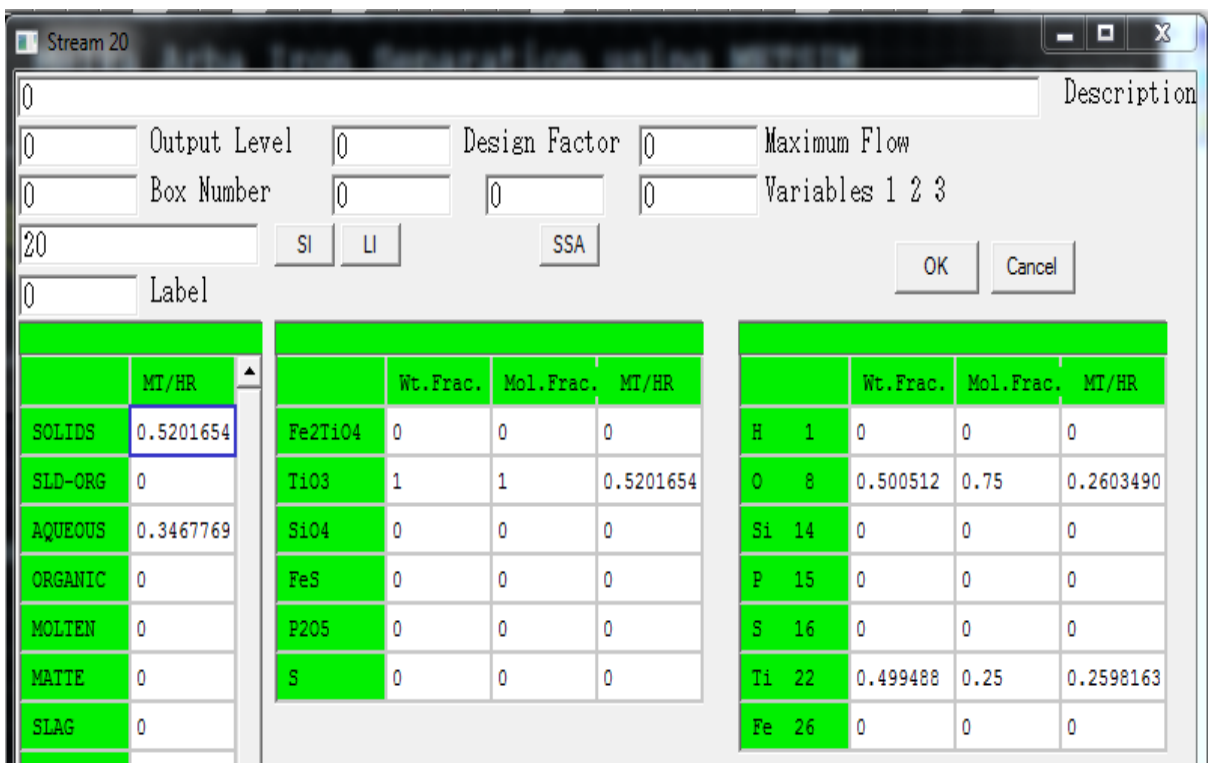 Stream 20
0 Description
0 Output Level 0 Design Factor 0 Maximum Flow
0 Box Number 0 0 0 Variables 1 2 3
20 SI LI SSA OK Cancel
0 Label
MT/HR Wt.Frac. Mol.Frac. MT/HR Wt.Frac. Mol.Frac. MT/HR
SOLIDS 0.5201654 Fe2TiO4 0 0 0 H 1 0 0 0
SLD-ORG 0 TiO3 1 1 0.5201654 O 8 0.500512 0.75 0.2603490
AQUEOUS 0.3467769 SiO4 0 0 0 Si 14 0 0 0
ORGANIC 0 FeS 0 0 0 P 15 0 0 0
MOLTEN 0 P2O5 0 0 0 S 16 0 0 0
MATTE 0 S 0 0 0 Ti 22 0.499488 0.25 0.2598163
SLAG 0 Fe 26 0 0 0